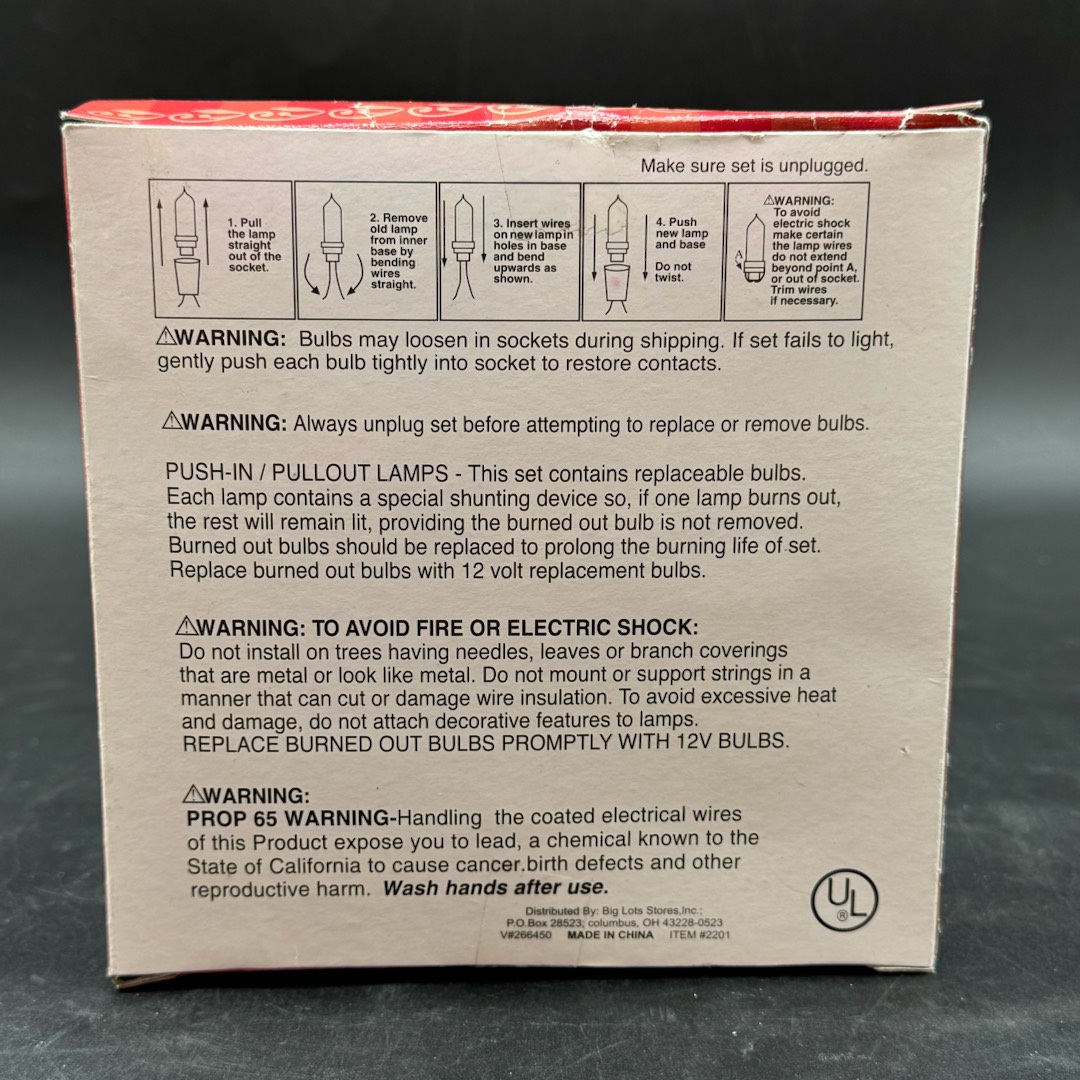 Make sure set is unplugged.
1. Pull
the lamp
straight
out of the
socket.
2. Remove
old lamp
from inner
base by
bending
wires
straight.
3. Insert wires
on new lamp in
holes in base
and bend
upwards as
shown.
4. Push
new lamp
and base
Do not
twist.
⚠WARNING:
To avoid
electric shock
make certain
the lamp wires
do not extend
beyond point A,
or out of socket.
Trim wires
if necessary.
A
⚠WARNING: Bulbs may loosen in sockets during shipping. If set fails to light,
gently push each bulb tightly into socket to restore contacts.
⚠WARNING: Always unplug set before attempting to replace or remove bulbs.
PUSH-IN / PULLOUT LAMPS - This set contains replaceable bulbs.
Each lamp contains a special shunting device so, if one lamp burns out,
the rest will remain lit, providing the burned out bulb is not removed.
Burned out bulbs should be replaced to prolong the burning life of set.
Replace burned out bulbs with 12 volt replacement bulbs.
⚠WARNING: TO AVOID FIRE OR ELECTRIC SHOCK:
Do not install on trees having needles, leaves or branch coverings
that are metal or look like metal. Do not mount or support strings in a
manner that can cut or damage wire insulation. To avoid excessive heat
and damage, do not attach decorative features to lamps.
REPLACE BURNED OUT BULBS PROMPTLY WITH 12V BULBS.
⚠WARNING:
PROP 65 WARNING-Handling the coated electrical wires
of this Product expose you to lead, a chemical known to the
State of California to cause cancer.birth defects and other
reproductive harm. Wash hands after use.
Distributed By: Big Lots Stores,Inc.;
P.O.Box 28523; columbus, OH 43228-0523
V#266450 MADE IN CHINA ITEM #2201
UL®